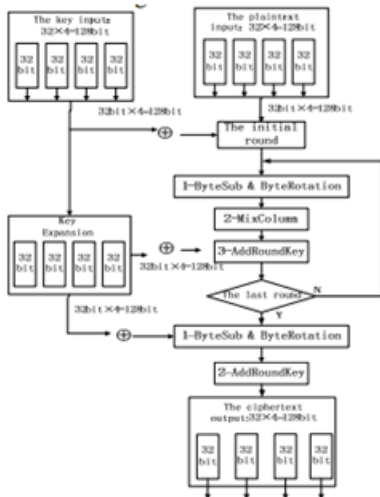 The key input:
32×4=128bit
32 bit
32 bit
32 bit
32 bit
The plaintext
input: 32×4=128bit
32 bit
32 bit
32 bit
32 bit
32bit×4=128bit
32bit×4=128bit
The initial
round
1-ByteSub & ByteRotation
2-MixColumm
Key
Expansion
32 bit
32 bit
32 bit
32 bit
3-AddRoundKey
32bit×4=128bit
The last round
N
Y
32bit×4=128bit
1-ByteSub & ByteRotation
2-AddRoundKey
The ciphertext
output:32×4=128bit
32
bit
32
bit
32
bit
32
bit